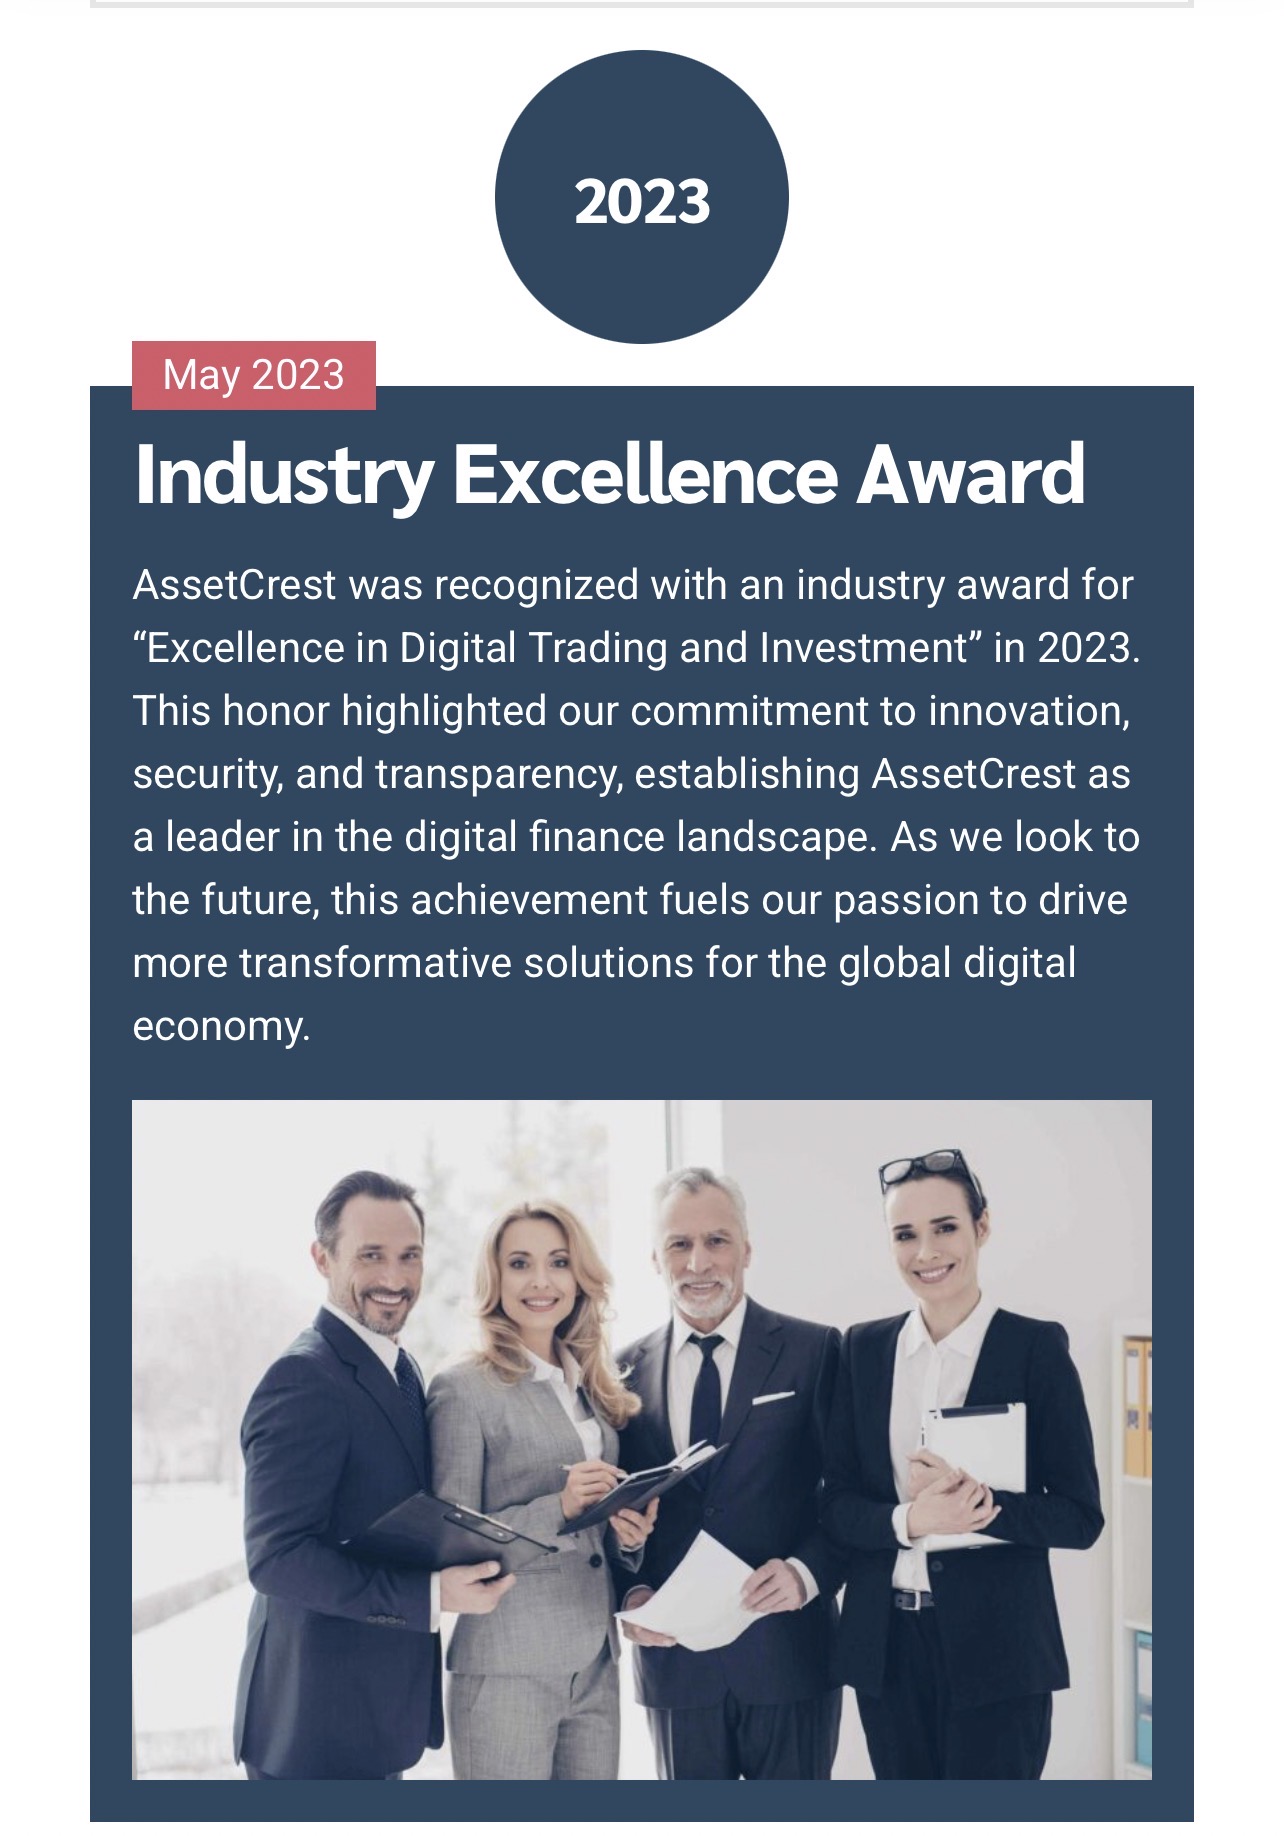 2023
May 2023
Industry Excellence Award
AssetCrest was recognized with an industry award for
“Excellence in Digital Trading and Investment” in 2023.
This honor highlighted our commitment to innovation,
security, and transparency, establishing AssetCrest as
a leader in the digital finance landscape. As we look to
the future, this achievement fuels our passion to drive
more transformative solutions for the global digital
economy.